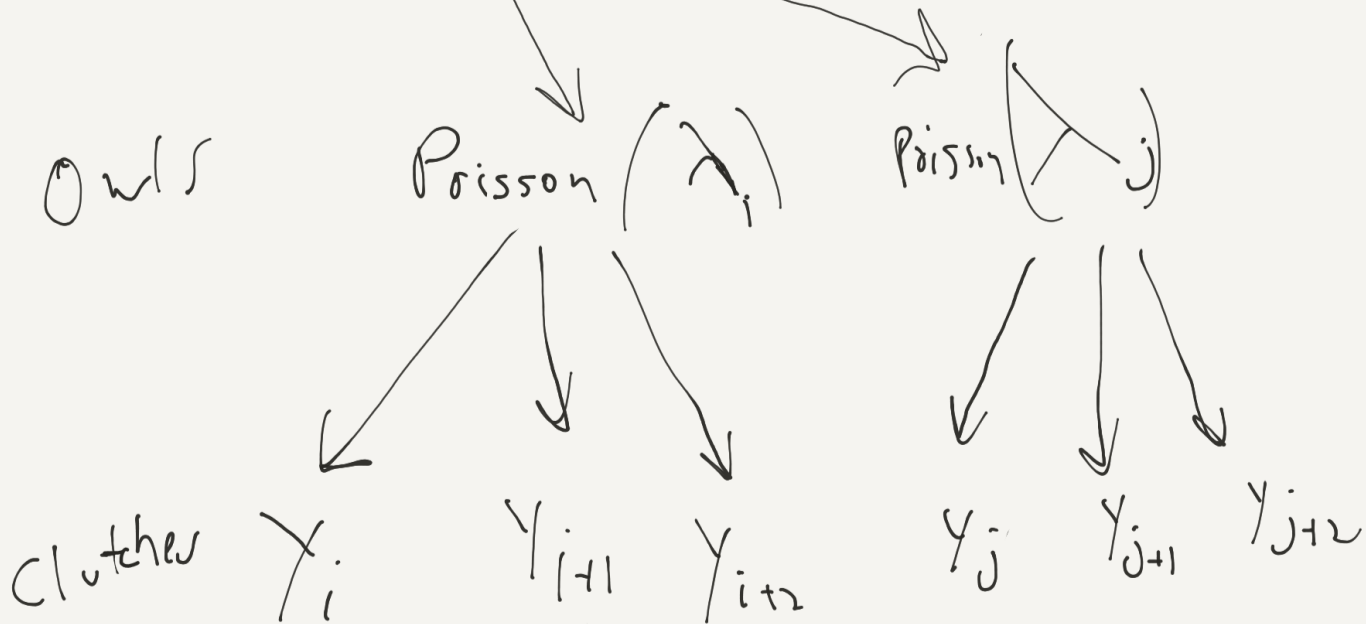 Owls Poisson (λi) Poisson (λj)
Clutches Yi Yi+1 Yi+2 Yj Yj+1 Yj+2